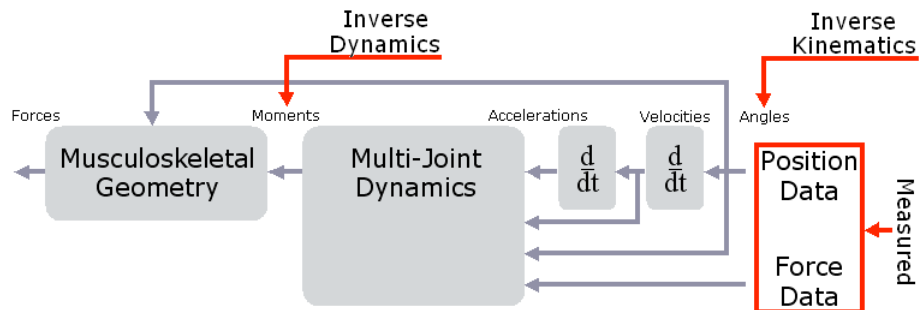 Inverse
Dynamics
Inverse
Kinematics
Forces
Moments
Accelerations
Velocities
Angles
Musculoskeletal
Geometry
Multi-Joint
Dynamics
d
dt
d
dt
Position
Data
Force
Data
Measured